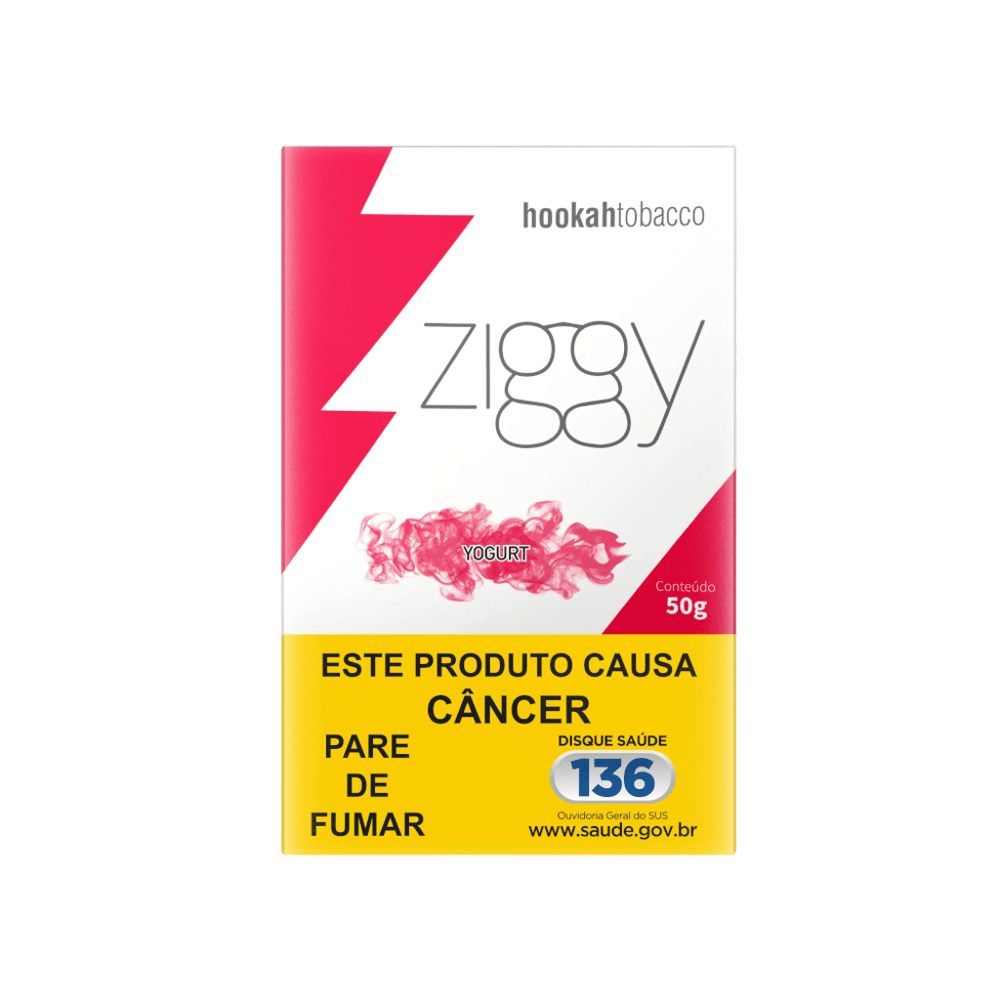 hookahtobacco
ziggy
YOGURT
Conteúdo
50g
ESTE PRODUTO CAUSA
CÂNCER
PARE
DE
FUMAR
DISQUE SAÚDE
136
Ouvidoria Geral do SUS
www.saude.gov.br